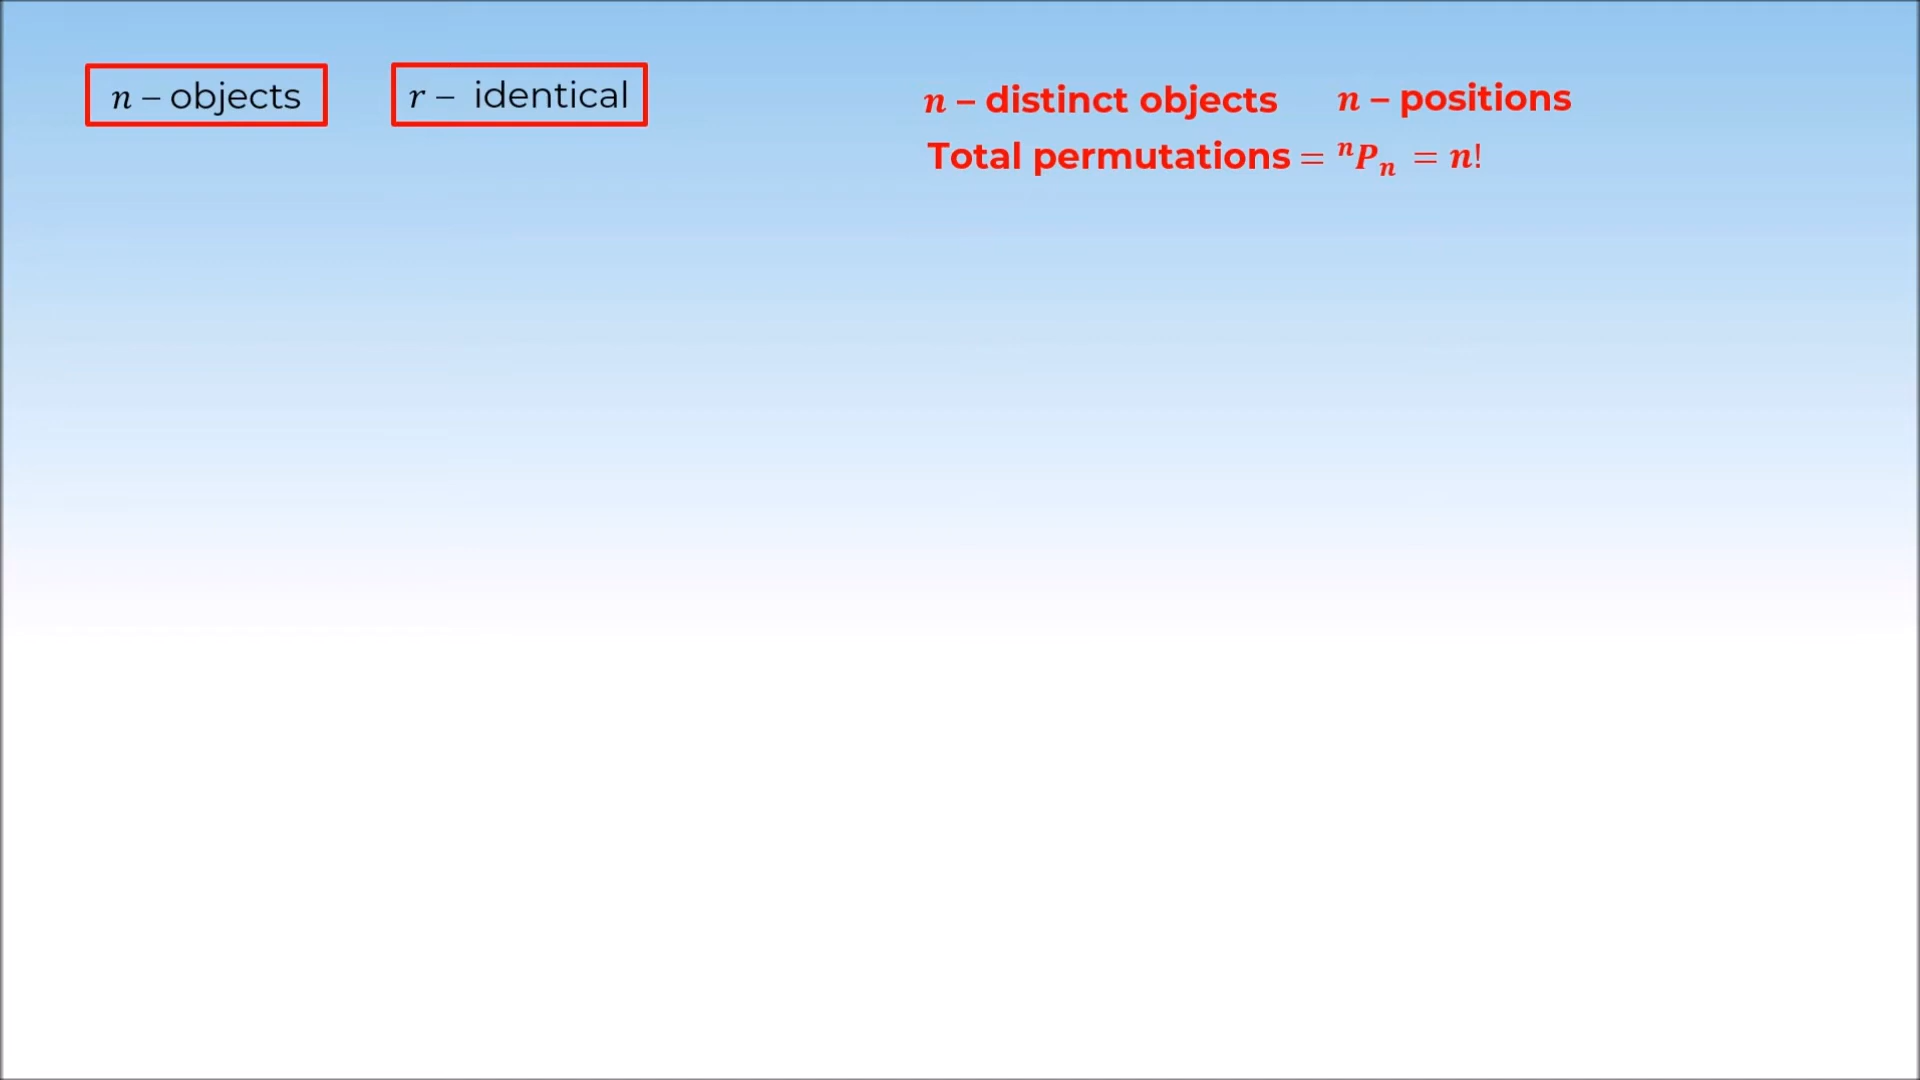 n – objects
r – identical
n – distinct objects n – positions
Total permutations = ⁿPₙ = n!